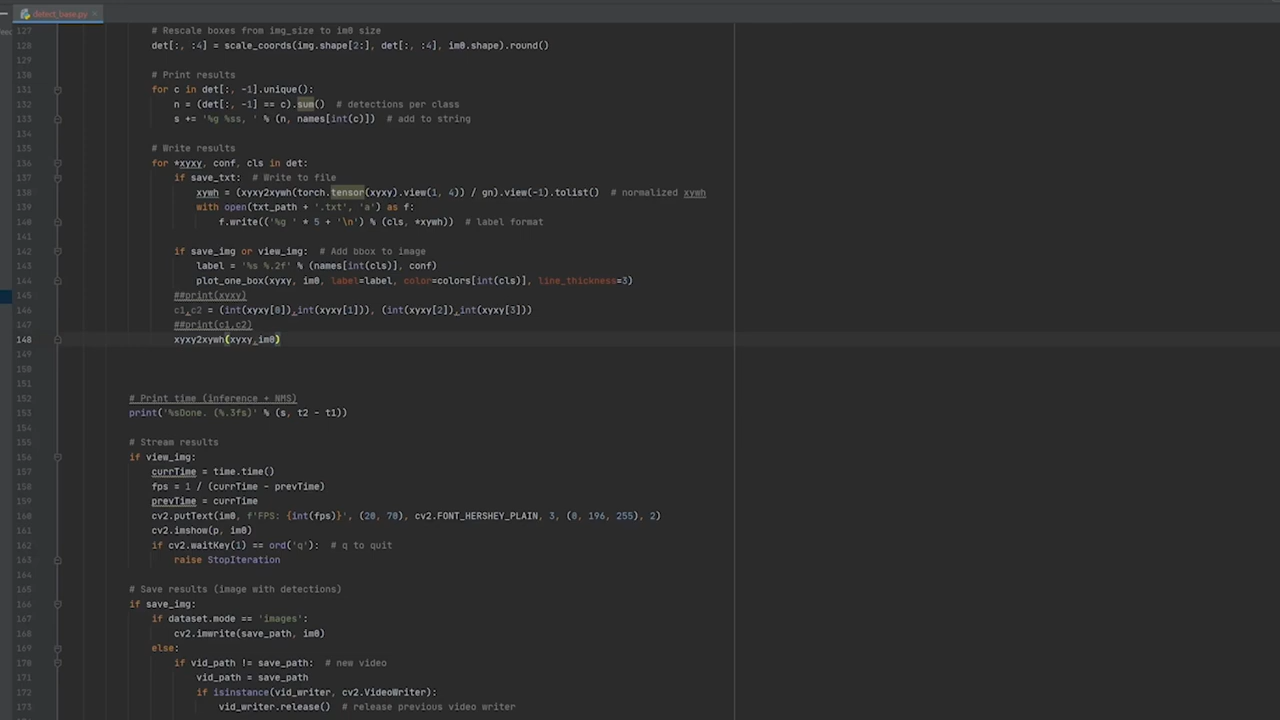 defect_base.py
127 # Rescale boxes from img_size to im0 size
128 det[:, :4] = scale_coords(img.shape[2:], det[:, :4], im0.shape).round()
129
130 # Print results
131 for c in det[:, -1].unique():
132 n = (det[:, -1] == c).sum() # detections per class
133 s += '%g %ss, ' % (n, names[int(c)]) # add to string
134
135 # Write results
136 for *xyxy, conf, cls in det:
137 if save_txt: # Write to file
138 xywh = (xyxy2xywh(torch.tensor(xyxy).view(1, 4)) / gn).view(-1).tolist() # normalized xywh
139 with open(txt_path + '.txt', 'a') as f:
140 f.write(('%g ' * 5 + '\n') % (cls, *xywh)) # label format
141
142 if save_img or view_img: # Add bbox to image
143 label = '%s %.2f' % (names[int(cls)], conf)
144 plot_one_box(xyxy, im0, label=label, color=colors[int(cls)], line_thickness=3)
145 ##print(xyxy)
146 c1,c2 = (int(xyxy[0]),int(xyxy[1])), (int(xyxy[2]),int(xyxy[3]))
147 ##print(c1,c2)
148 xyxy2xywh(xyxy,im0)
149
150
151
152 # Print time (inference + NMS)
153 print('%sDone. (%.3fs)' % (s, t2 - t1))
154
155 # Stream results
156 if view_img:
157 currTime = time.time()
158 fps = 1 / (currTime - prevTime)
159 prevTime = currTime
160 cv2.putText(im0, f'FPS: {int(fps)}', (20, 70), cv2.FONT_HERSHEY_PLAIN, 3, (0, 196, 255), 2)
161 cv2.imshow(p, im0)
162 if cv2.waitKey(1) == ord('q'): # q to quit
163 raise StopIteration
164
165 # Save results (image with detections)
166 if save_img:
167 if dataset.mode == 'images':
168 cv2.imwrite(save_path, im0)
169 else:
170 if vid_path != save_path: # new video
171 vid_path = save_path
172 if isinstance(vid_writer, cv2.VideoWriter):
173 vid_writer.release() # release previous video writer